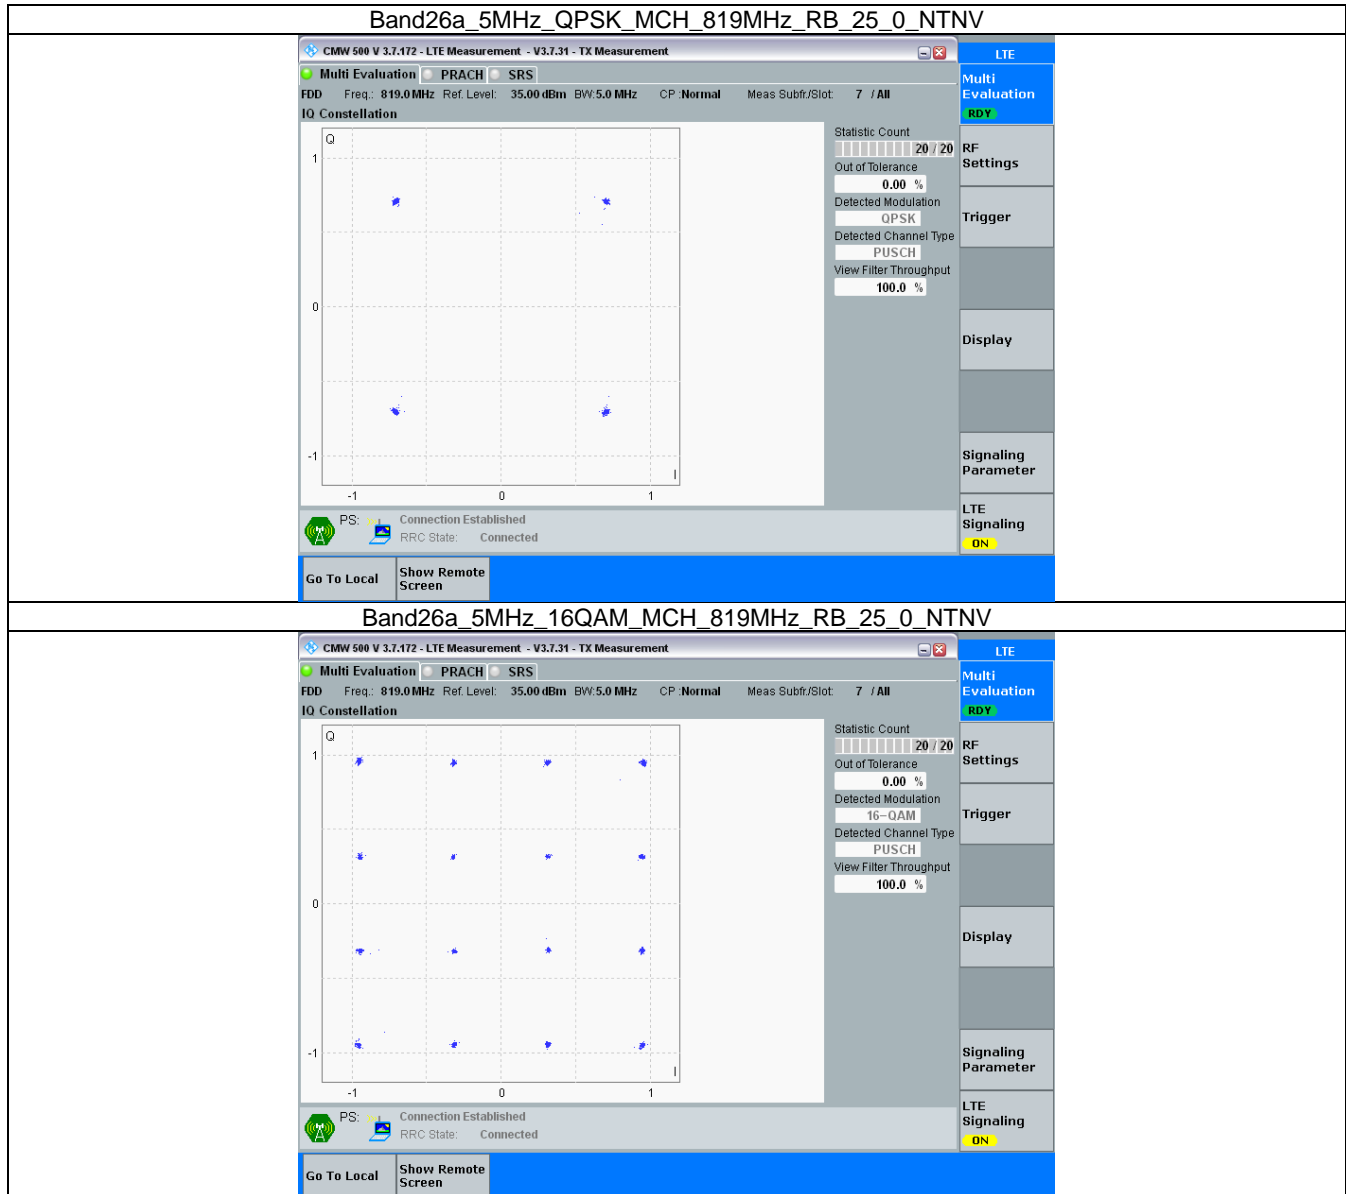 Band26a_5MHz_QPSK_MCH_819MHz_RB_25_0_NTNV
CMW 500 V 3.7.172 - LTE Measurement - V3.7.31 - TX Measurement
LTE
Multi Evaluation PRACH SRS
Multi
Evaluation
RDY
FDD Freq.: 819.0 MHz Ref. Level: 35.00 dBm BW: 5.0 MHz CP : Normal Meas Subfr./Slot: 7 / All
IQ Constellation
Q
1
0
-1
I
-1 0 1
Statistic Count
20 / 20
Out of Tolerance
0.00 %
Detected Modulation
QPSK
Detected Channel Type
PUSCH
View Filter Throughput
100.0 %
RF
Settings
Trigger
Display
Signaling
Parameter
LTE
Signaling
ON
PS: Connection Established
RRC State: Connected
Go To Local
Show Remote
Screen
Band26a_5MHz_16QAM_MCH_819MHz_RB_25_0_NTNV
CMW 500 V 3.7.172 - LTE Measurement - V3.7.31 - TX Measurement
LTE
Multi Evaluation PRACH SRS
Multi
Evaluation
RDY
FDD Freq.: 819.0 MHz Ref. Level: 35.00 dBm BW: 5.0 MHz CP : Normal Meas Subfr./Slot: 7 / All
IQ Constellation
Q
1
0
-1
I
-1 0 1
Statistic Count
20 / 20
Out of Tolerance
0.00 %
Detected Modulation
16-QAM
Detected Channel Type
PUSCH
View Filter Throughput
100.0 %
RF
Settings
Trigger
Display
Signaling
Parameter
LTE
Signaling
ON
PS: Connection Established
RRC State: Connected
Go To Local
Show Remote
Screen